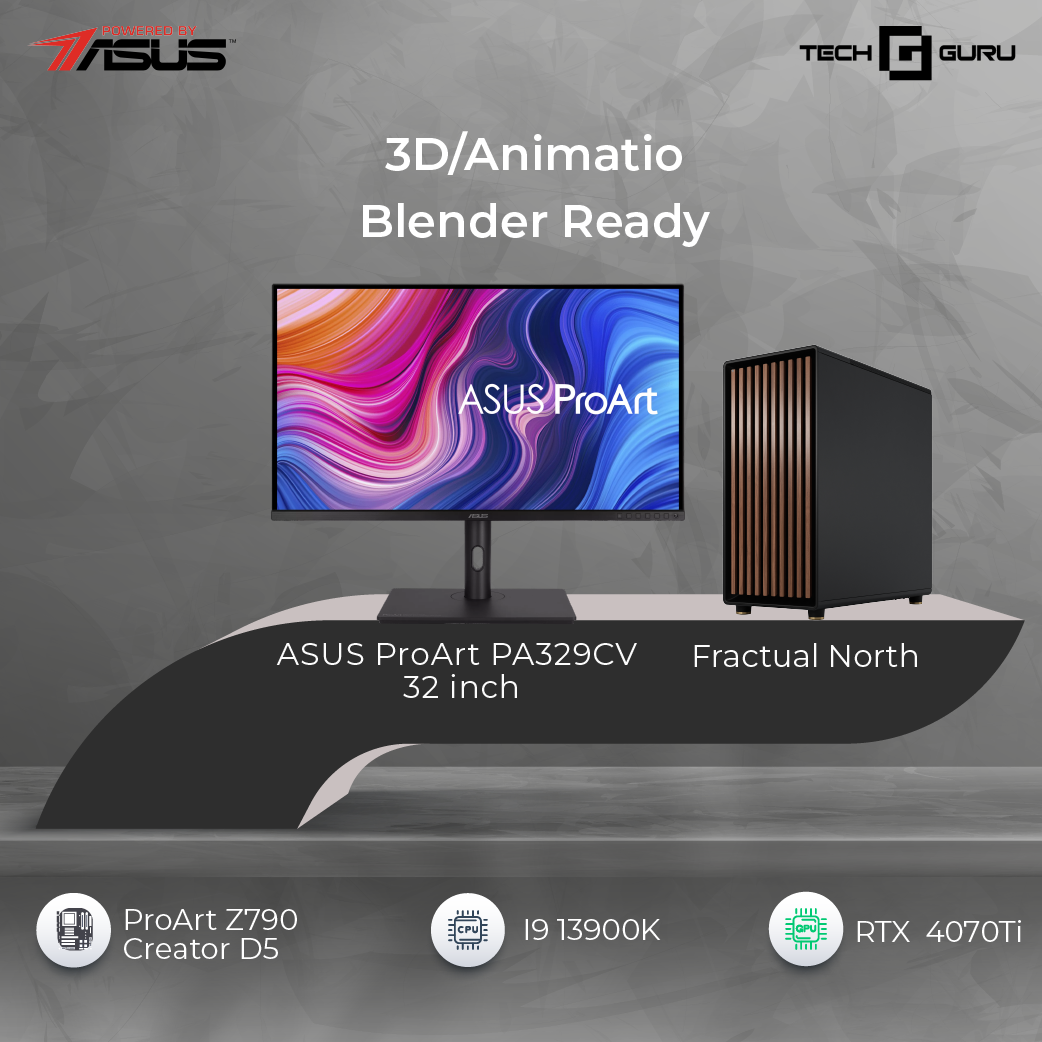 POWERED BY
ASUS™
TECH GURU
3D/Animatio
Blender Ready
ASUS ProArt
ASUS
ASUS ProArt PA329CV
32 inch
Fractual North
ProArt Z790
Creator D5
CPU
I9 13900K
GPU
RTX 4070Ti